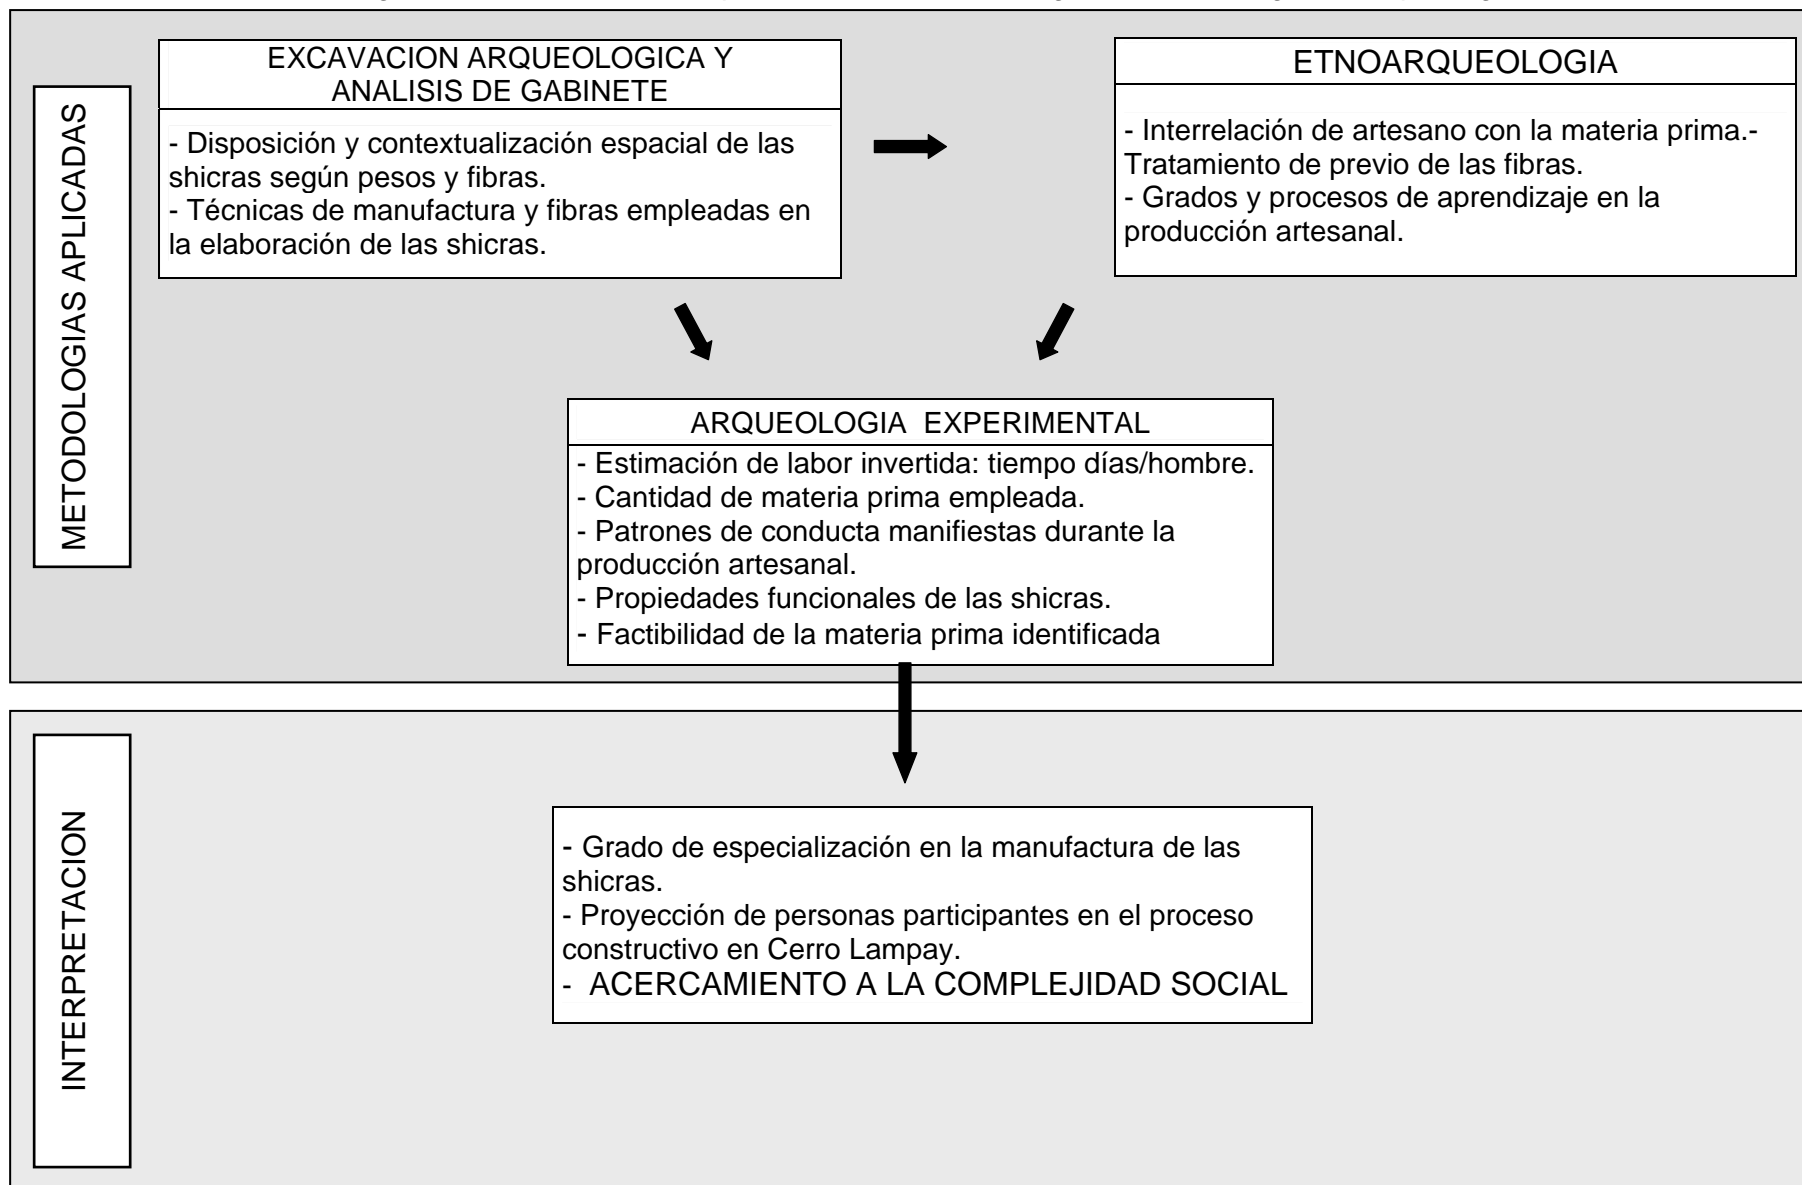 EXCAVACION ARQUEOLOGICA Y
ANALISIS DE GABINETE
- Disposición y contextualización espacial de las
shicras según pesos y fibras.
- Técnicas de manufactura y fibras empleadas en
la elaboración de las shicras.
ETNOARQUEOLOGIA
- Interrelación de artesano con la materia prima.-
Tratamiento de previo de las fibras.
- Grados y procesos de aprendizaje en la
producción artesanal.
METODOLOGIAS APLICADAS
ARQUEOLOGIA EXPERIMENTAL
- Estimación de labor invertida: tiempo días/hombre.
- Cantidad de materia prima empleada.
- Patrones de conducta manifiestas durante la
producción artesanal.
- Propiedades funcionales de las shicras.
- Factibilidad de la materia prima identificada
INTERPRETACION
- Grado de especialización en la manufactura de las
shicras.
- Proyección de personas participantes en el proceso
constructivo en Cerro Lampay.
- ACERCAMIENTO A LA COMPLEJIDAD SOCIAL